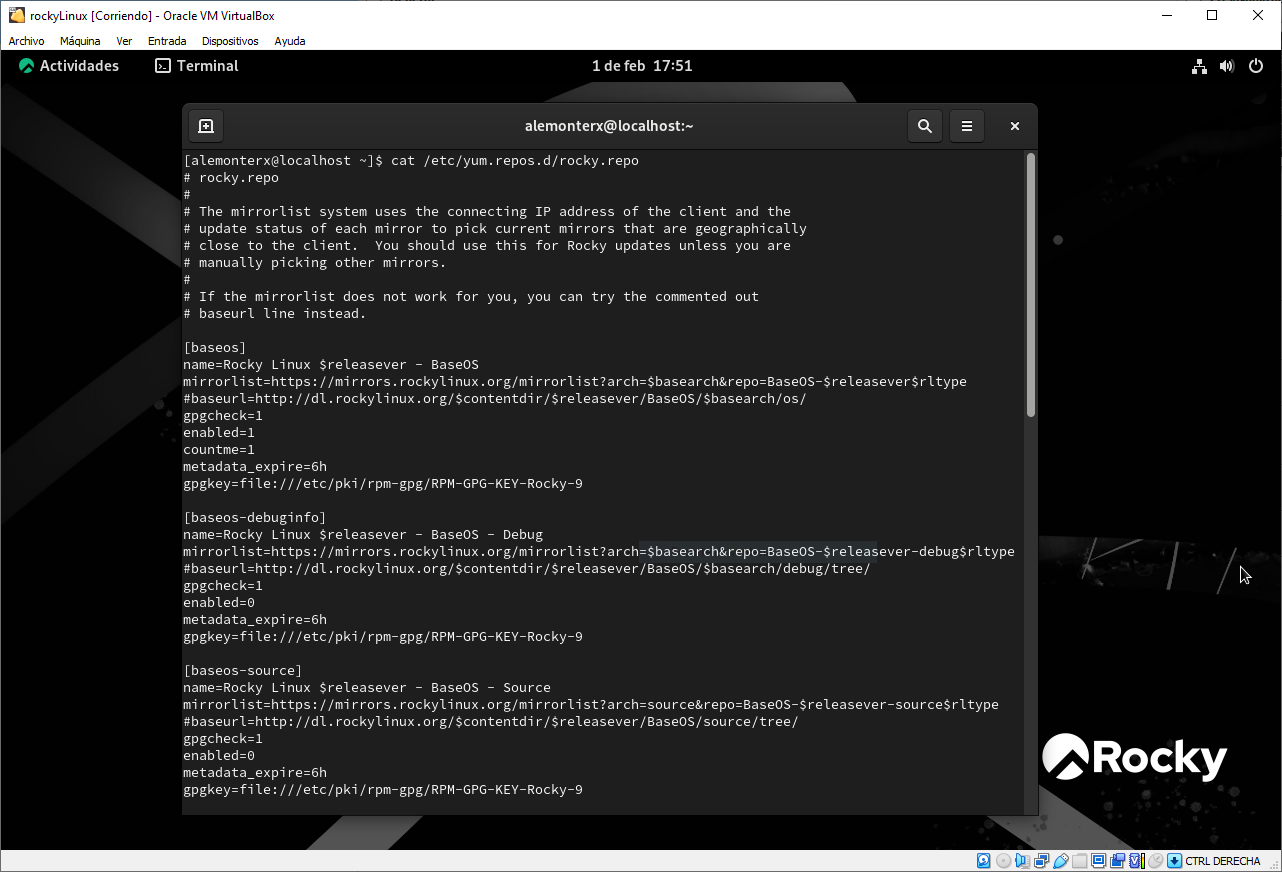 rockyLinux [Corriendo] - Oracle VM VirtualBox
Archivo Máquina Ver Entrada Dispositivos Ayuda
Actividades Terminal 1 de feb 17:51
alemonterx@localhost:~
[alemonterx@localhost ~]$ cat /etc/yum.repos.d/rocky.repo
# rocky.repo
#
# The mirrorlist system uses the connecting IP address of the client and the
# update status of each mirror to pick current mirrors that are geographically
# close to the client.  You should use this for Rocky updates unless you are
# manually picking other mirrors.
#
# If the mirrorlist does not work for you, you can try the commented out
# baseurl line instead.

[baseos]
name=Rocky Linux $releasever - BaseOS
mirrorlist=https://mirrors.rockylinux.org/mirrorlist?arch=$basearch&repo=BaseOS-$releasever$rltype
#baseurl=http://dl.rockylinux.org/$contentdir/$releasever/BaseOS/$basearch/os/
gpgcheck=1
enabled=1
countme=1
metadata_expire=6h
gpgkey=file:///etc/pki/rpm-gpg/RPM-GPG-KEY-Rocky-9

[baseos-debuginfo]
name=Rocky Linux $releasever - BaseOS - Debug
mirrorlist=https://mirrors.rockylinux.org/mirrorlist?arch=$basearch&repo=BaseOS-$releasever-debug$rltype
#baseurl=http://dl.rockylinux.org/$contentdir/$releasever/BaseOS/$basearch/debug/tree/
gpgcheck=1
enabled=0
metadata_expire=6h
gpgkey=file:///etc/pki/rpm-gpg/RPM-GPG-KEY-Rocky-9

[baseos-source]
name=Rocky Linux $releasever - BaseOS - Source
mirrorlist=https://mirrors.rockylinux.org/mirrorlist?arch=source&repo=BaseOS-$releasever-source$rltype
#baseurl=http://dl.rockylinux.org/$contentdir/$releasever/BaseOS/source/tree/
gpgcheck=1
enabled=0
metadata_expire=6h
gpgkey=file:///etc/pki/rpm-gpg/RPM-GPG-KEY-Rocky-9
Rocky
CTRL DERECHA